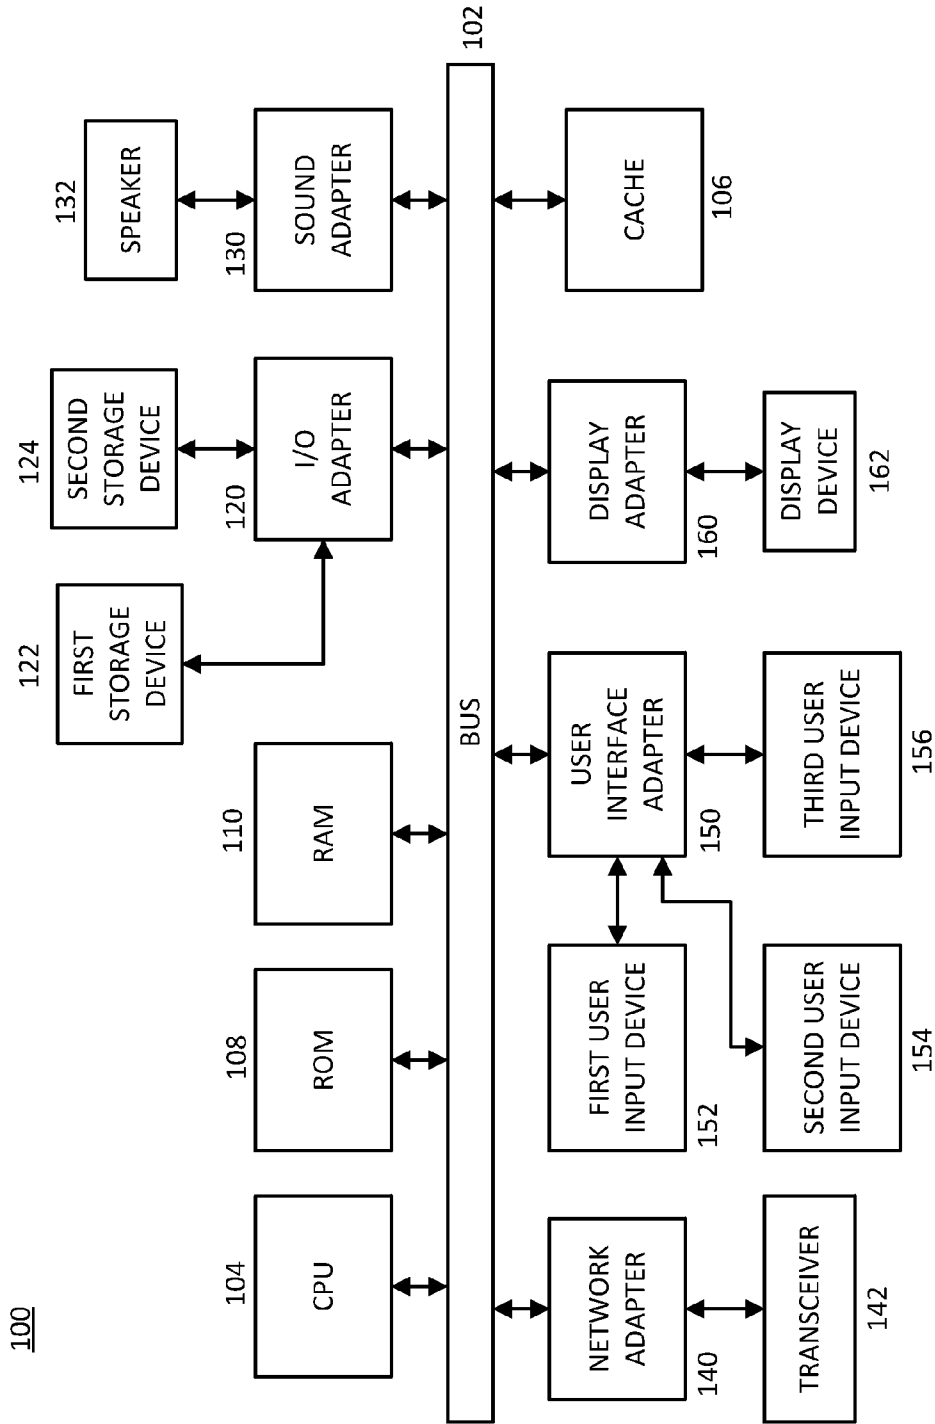 100
122
FIRST
STORAGE
DEVICE
124
SECOND
STORAGE
DEVICE
132
SPEAKER
104
CPU
108
ROM
110
RAM
120
I/O
ADAPTER
130
SOUND
ADAPTER
BUS
102
NETWORK
ADAPTER
140
FIRST USER
INPUT DEVICE
152
USER
INTERFACE
ADAPTER
150
DISPLAY
ADAPTER
160
CACHE
106
TRANSCEIVER
142
SECOND USER
INPUT DEVICE
154
THIRD USER
INPUT DEVICE
156
DISPLAY
DEVICE
162